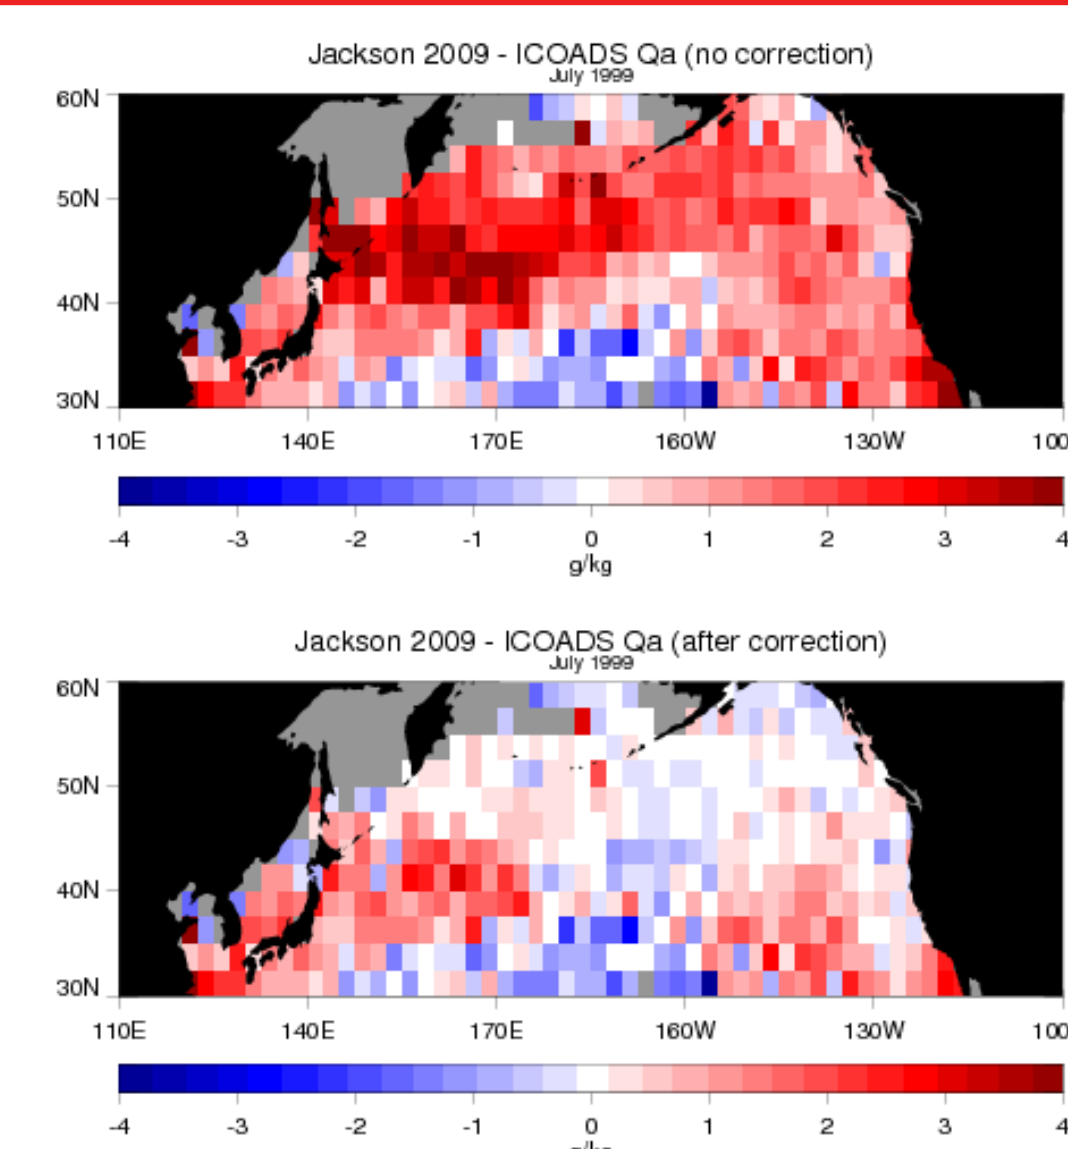 Jackson 2009 - ICOADS Qa (no correction)
July 1999
60N
50N
40N
30N
110E 140E 170E 160W 130W 100
-4 -3 -2 -1 0 1 2 3 4
g/kg
Jackson 2009 - ICOADS Qa (after correction)
July 1999
60N
50N
40N
30N
110E 140E 170E 160W 130W 100
-4 -3 -2 -1 0 1 2 3 4